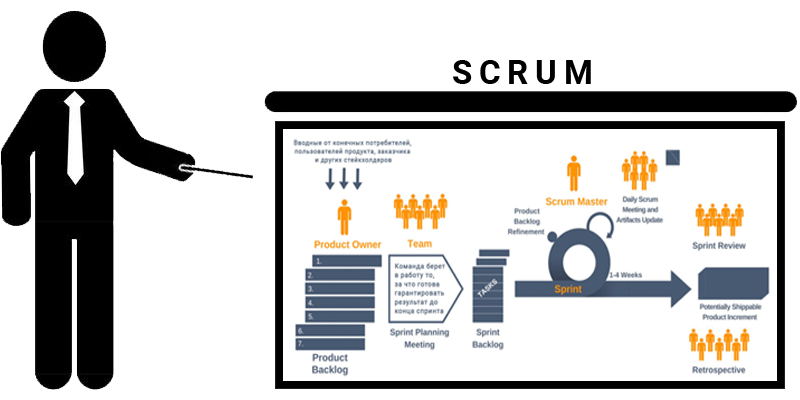 SCRUM
Вводные от конечных потребителей,
пользователей продукта, заказчика
и других стейкхолдеров
Product Owner
Team
1.
2.
3.
4.
5.
6.
7.
Product
Backlog
Команда берет
в работу то,
за что готова
гарантировать
результат до
конца спринта
Sprint Planning
Meeting
TASKS
Sprint
Backlog
Product
Backlog
Refinement
Scrum Master
Sprint
1-4 Weeks
Daily Scrum
Meeting and
Artifacts Update
Sprint Review
Potentially Shippable
Product Increment
Retrospective